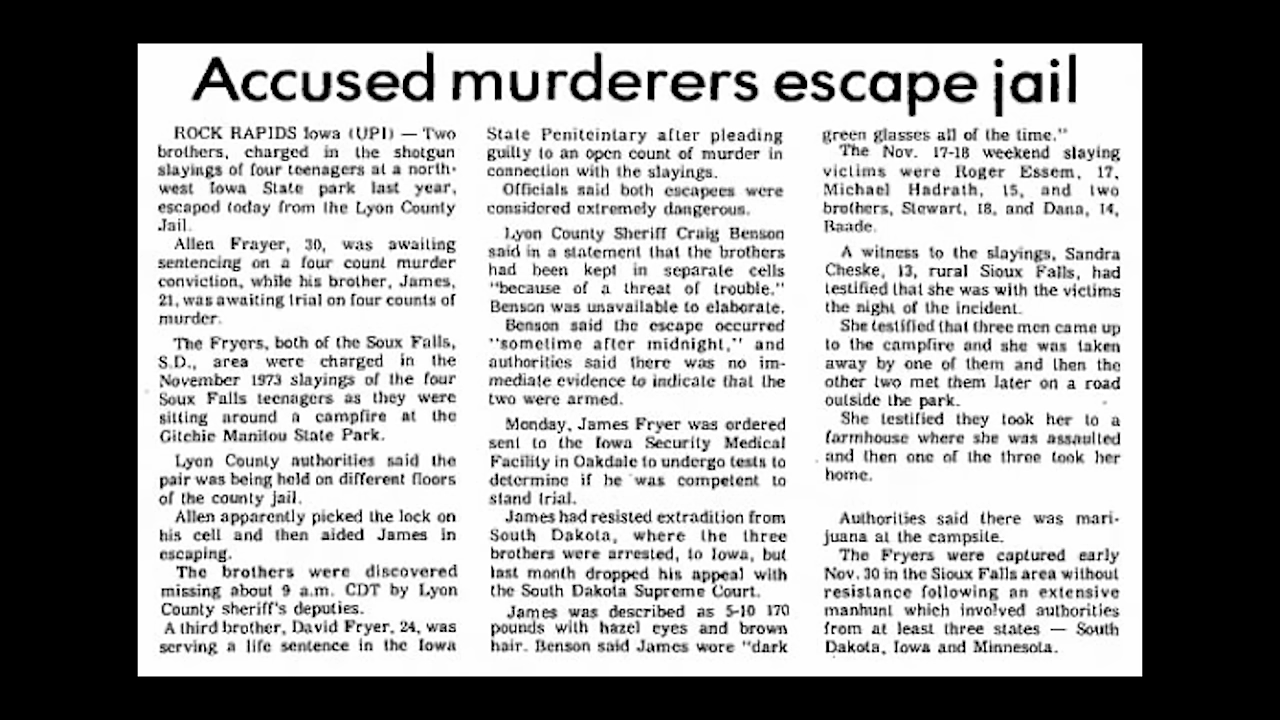 Accused murderers escape jail
ROCK RAPIDS Iowa (UPI) — Two
brothers, charged in the shotgun
slayings of four teenagers at a north-
west Iowa State park last year,
escaped today from the Lyon County
Jail.
Allen Frayer, 30, was awaiting
sentencing on a four count murder
conviction, while his brother, James,
21, was awaiting trial on four counts of
murder.
The Fryers, both of the Soux Falls,
S.D., area were charged in the
November 1973 slayings of the four
Soux Falls teenagers as they were
sitting around a campfire at the
Gitchie Manitou State Park.
Lyon County authorities said the
pair was being held on different floors
of the county jail.
Allen apparently picked the lock on
his cell and then aided James in
escaping.
The brothers were discovered
missing about 9 a.m. CDT by Lyon
County sheriff's deputies.
A third brother, David Fryer, 24, was
serving a life sentence in the Iowa
State Peniteintary after pleading
guilty to an open count of murder in
connection with the slayings.
Officials said both escapees were
considered extremely dangerous.
Lyon County Sheriff Craig Benson
said in a statement that the brothers
had been kept in separate cells
"because of a threat of trouble."
Benson was unavailable to elaborate.
Benson said the escape occurred
"sometime after midnight," and
authorities said there was no im-
mediate evidence to indicate that the
two were armed.
Monday, James Fryer was ordered
sent to the Iowa Security Medical
Facility in Oakdale to undergo tests to
determine if he was competent to
stand trial.
James had resisted extradition from
South Dakota, where the three
brothers were arrested, to Iowa, but
last month dropped his appeal with
the South Dakota Supreme Court.
James was described as 5-10 170
pounds with hazel eyes and brown
hair. Benson said James wore "dark
green glasses all of the time."
The Nov. 17-18 weekend slaying
victims were Roger Essem, 17,
Michael Hadrath, 15, and two
brothers, Stewart, 18, and Dana, 14,
Baade.
A witness to the slayings, Sandra
Cheske, 13, rural Sioux Falls, had
testified that she was with the victims
the night of the incident.
She testified that three men came up
to the campfire and she was taken
away by one of them and then the
other two met them later on a road
outside the park.
She testified they took her to a
farmhouse where she was assaulted
and then one of the three took her
home.
Authorities said there was mari-
juana at the campsite.
The Fryers were captured early
Nov. 30 in the Sioux Falls area without
resistance following an extensive
manhunt which involved authorities
from at least three states — South
Dakota, Iowa and Minnesota.